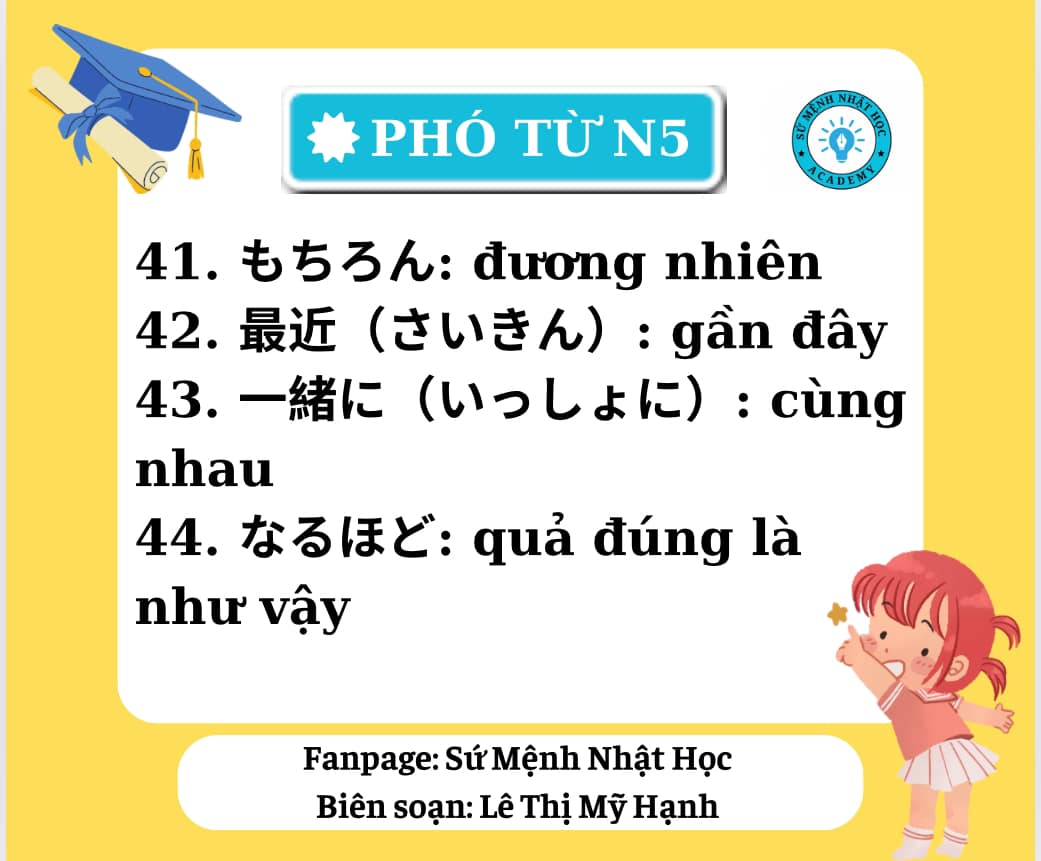 PHÓ TỪ N5
SỨ MỆNH NHẬT HỌC
ACADEMY
41. もちろん: đương nhiên
42. 最近（さいきん）: gần đây
43. 一緒に（いっしょに）: cùng
nhau
44. なるほど: quả đúng là
như vậy
Fanpage: Sứ Mệnh Nhật Học
Biên soạn: Lê Thị Mỹ Hạnh